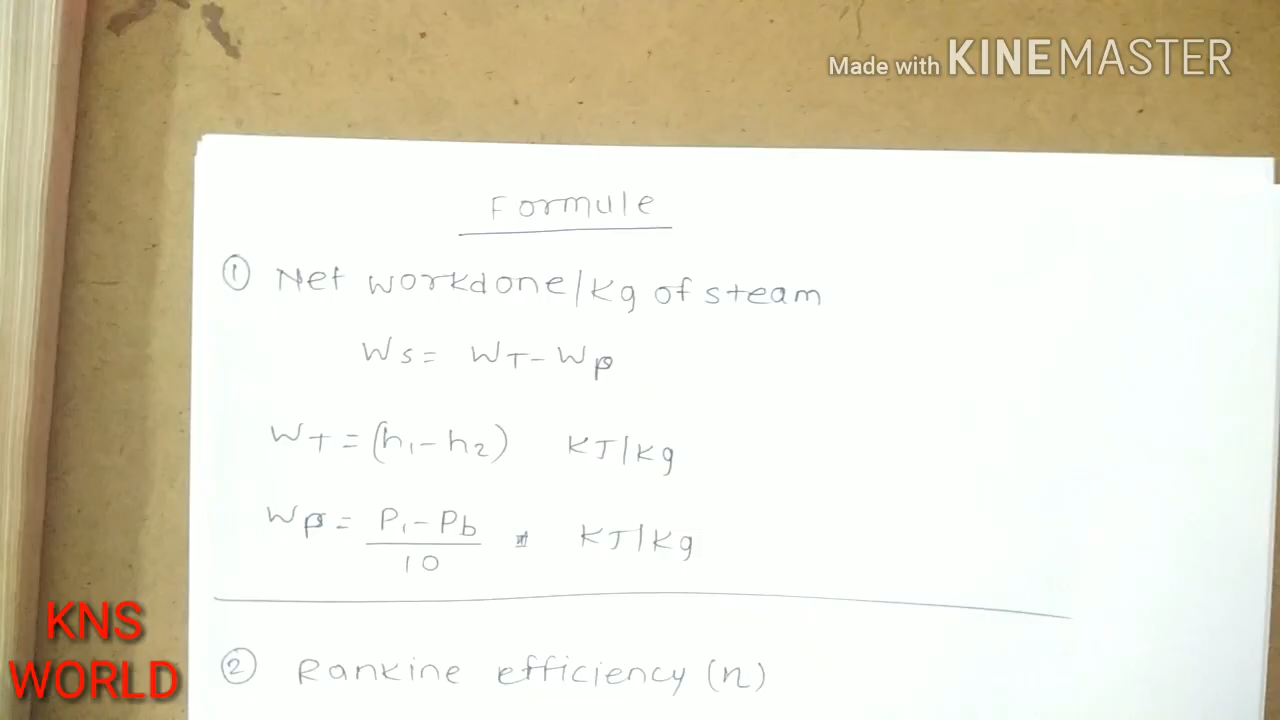 Made with KINEMASTER
Formule
① Net workdone/kg of steam
Ws = WT - Wp
WT = (h1 - h2) KJ/kg
Wp = P1 - Pb / 10 KJ/kg
② Rankine efficiency (η)
KNS
WORLD